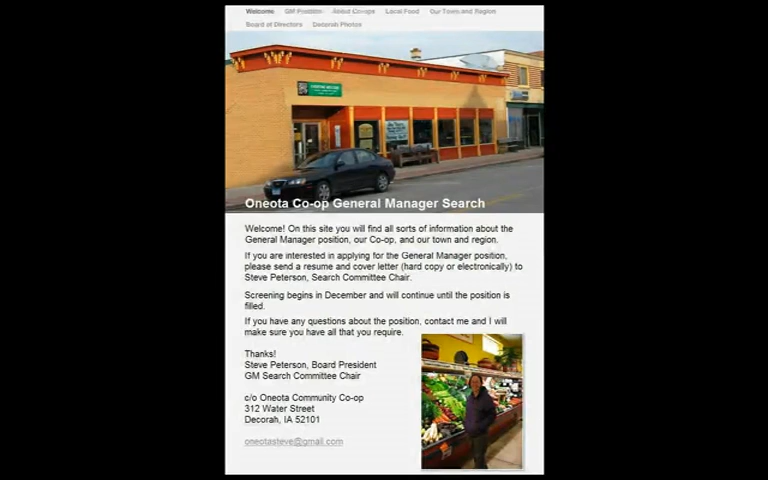 Welcome GM Position About Co-ops Local Food Our Town and Region
Board of Directors Decorah Photos
Oneota Co-op General Manager Search
Welcome! On this site you will find all sorts of information about the
General Manager position, our Co-op, and our town and region.
If you are interested in applying for the General Manager position,
please send a resume and cover letter (hard copy or electronically) to
Steve Peterson, Search Committee Chair.
Screening begins in December and will continue until the position is
filled.
If you have any questions about the position, contact me and I will
make sure you have all that you require.
Thanks!
Steve Peterson, Board President
GM Search Committee Chair
c/o Oneota Community Co-op
312 Water Street
Decorah, IA 52101
oneotasteve@gmail.com